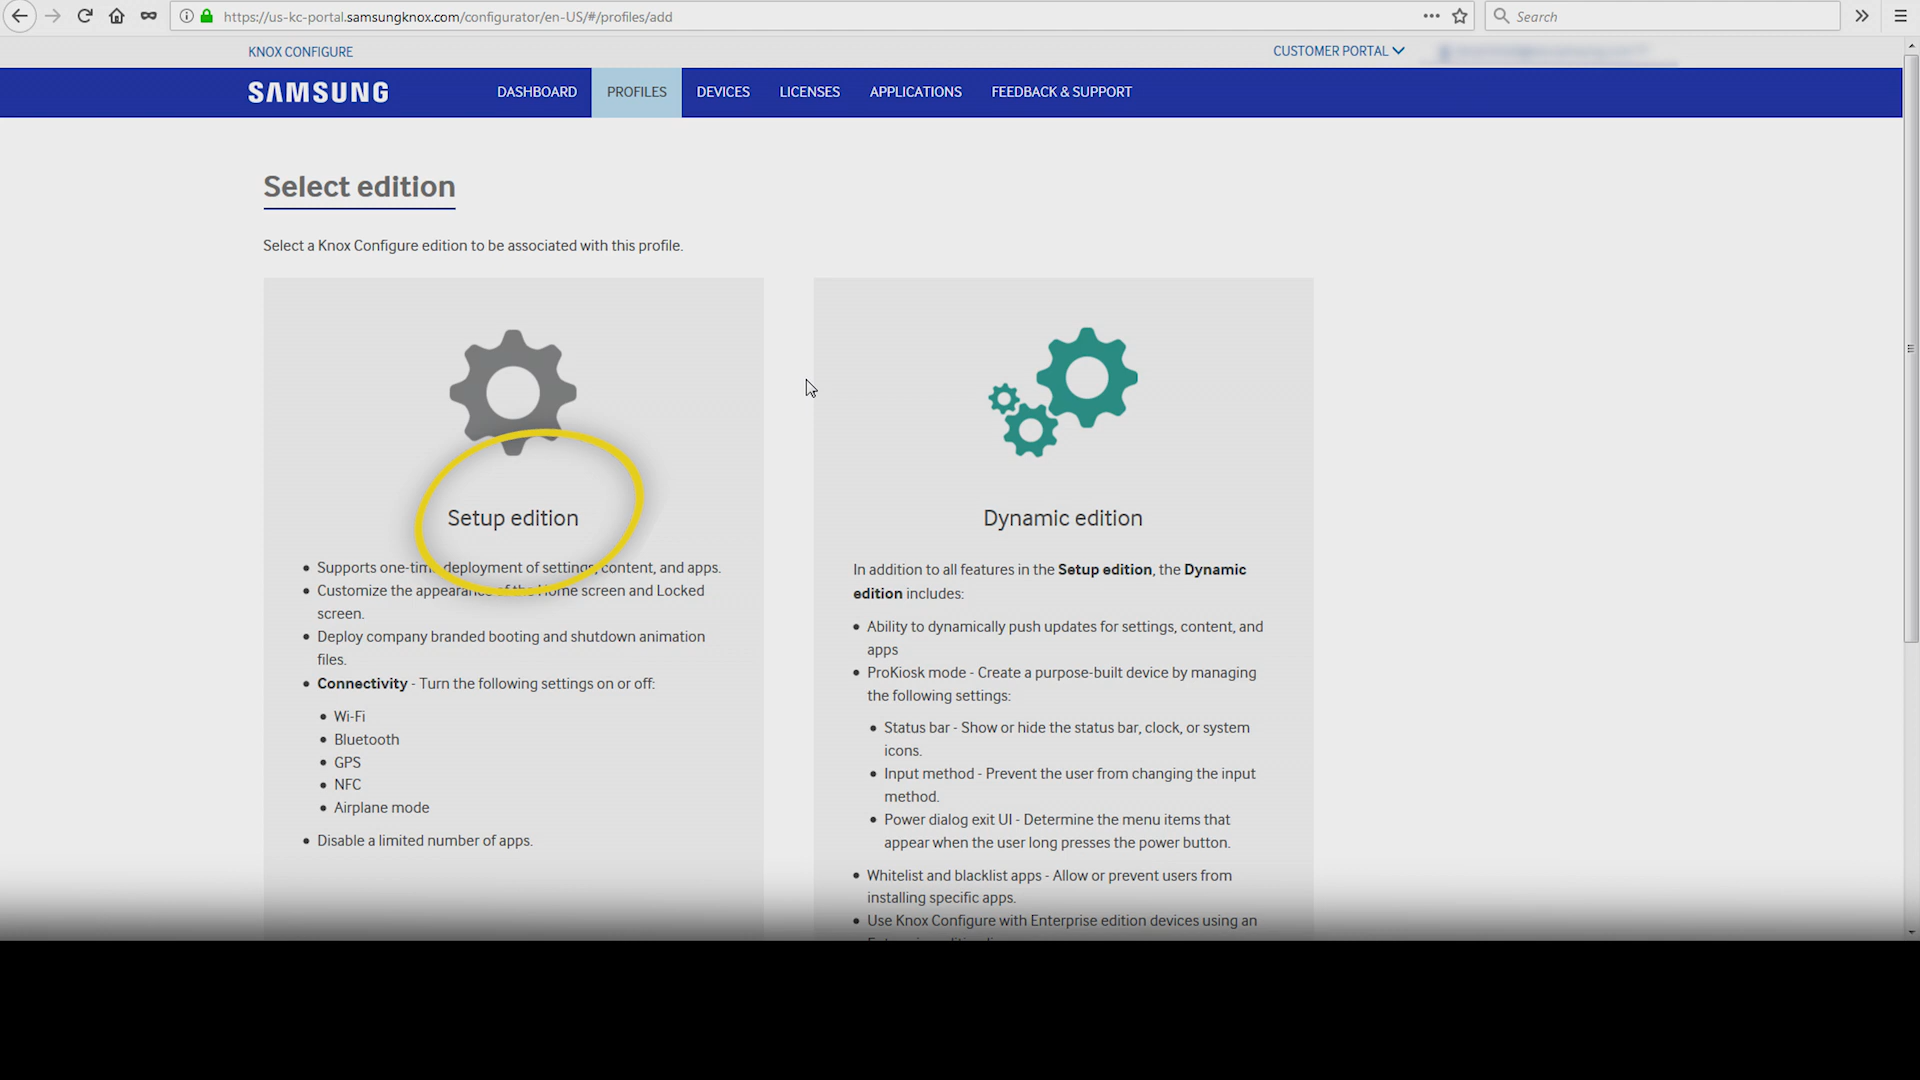 https://us-kc-portal.samsungknox.com/configurator/en-US/#/profiles/add
Search
KNOX CONFIGURE
CUSTOMER PORTAL
SAMSUNG
DASHBOARD
PROFILES
DEVICES
LICENSES
APPLICATIONS
FEEDBACK & SUPPORT
Select edition
Select a Knox Configure edition to be associated with this profile.
Setup edition
• Supports one-time deployment of settings, content, and apps.
• Customize the appearance of the Home screen and Locked
screen.
• Deploy company branded booting and shutdown animation
files.
• Connectivity - Turn the following settings on or off:
• Wi-Fi
• Bluetooth
• GPS
• NFC
• Airplane mode
• Disable a limited number of apps.
Dynamic edition
In addition to all features in the Setup edition, the Dynamic
edition includes:
• Ability to dynamically push updates for settings, content, and
apps
• ProKiosk mode - Create a purpose-built device by managing
the following settings:
• Status bar - Show or hide the status bar, clock, or system
icons.
• Input method - Prevent the user from changing the input
method.
• Power dialog exit UI - Determine the menu items that
appear when the user long presses the power button.
• Whitelist and blacklist apps - Allow or prevent users from
installing specific apps.
• Use Knox Configure with Enterprise edition devices using an